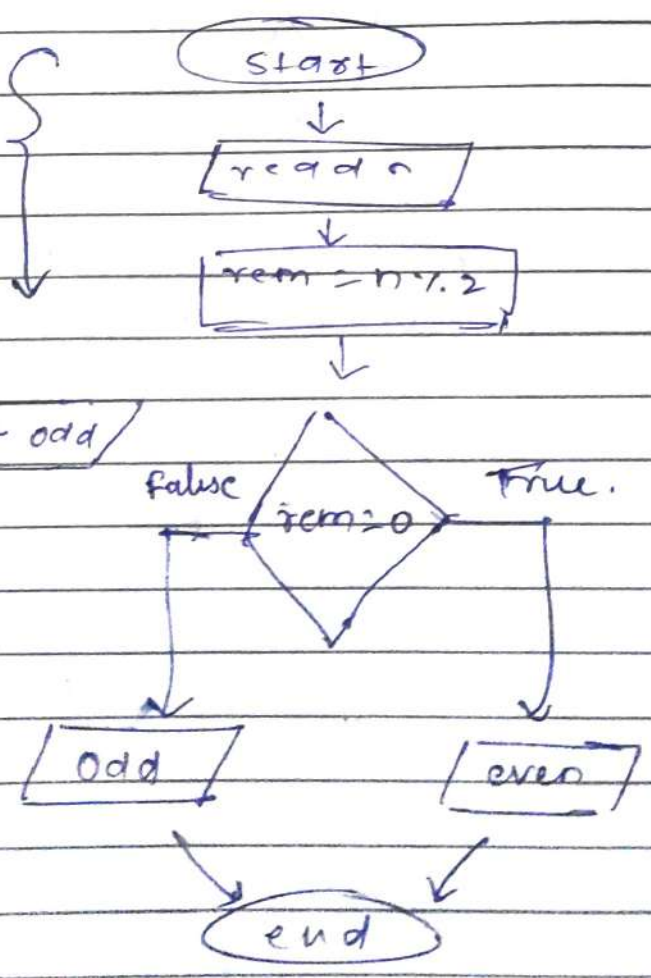 start
read n
rem = n % 2
odd
False
True.
rem = 0
Odd
even
end